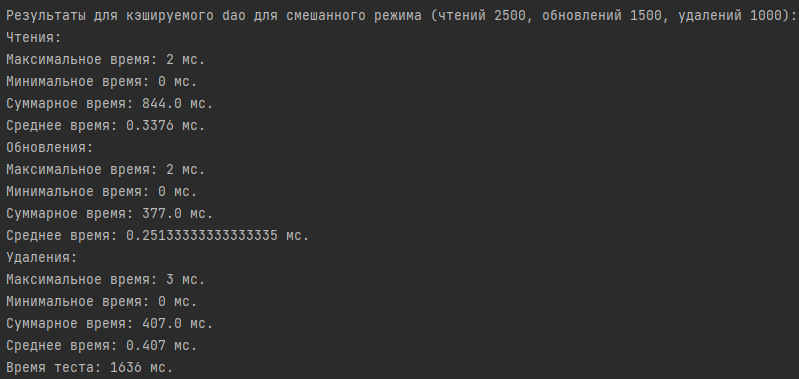 Результаты для кэшируемого dao для смешанного режима (чтений 2500, обновлений 1500, удалений 1000):
Чтения:
Максимальное время: 2 мс.
Минимальное время: 0 мс.
Суммарное время: 844.0 мс.
Среднее время: 0.3376 мс.
Обновления:
Максимальное время: 2 мс.
Минимальное время: 0 мс.
Суммарное время: 377.0 мс.
Среднее время: 0.25133333333333335 мс.
Удаления:
Максимальное время: 3 мс.
Минимальное время: 0 мс.
Суммарное время: 407.0 мс.
Среднее время: 0.407 мс.
Время теста: 1636 мс.